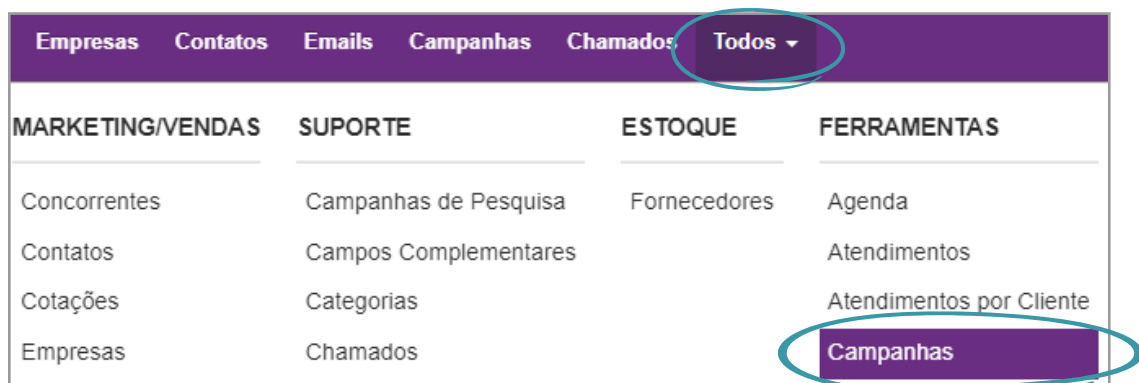 Empresas Contatos Emails Campanhas Chamados Todos
MARKETING/VENDAS SUPORTE ESTOQUE FERRAMENTAS
Concorrentes Campanhas de Pesquisa Fornecedores Agenda
Contatos Campos Complementares Atendimentos
Cotações Categorias Atendimentos por Cliente
Empresas Chamados Campanhas